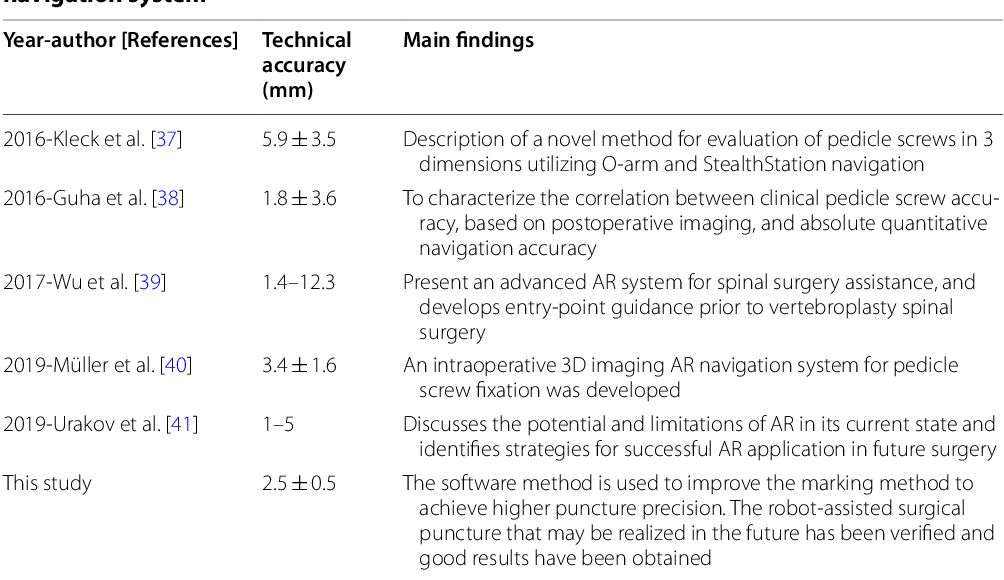 navigation system
Year-author [References] Technical accuracy (mm) Main findings
2016-Kleck et al. [37] 5.9 ± 3.5 Description of a novel method for evaluation of pedicle screws in 3
dimensions utilizing O-arm and StealthStation navigation
2016-Guha et al. [38] 1.8 ± 3.6 To characterize the correlation between clinical pedicle screw accu-
racy, based on postoperative imaging, and absolute quantitative
navigation accuracy
2017-Wu et al. [39] 1.4–12.3 Present an advanced AR system for spinal surgery assistance, and
develops entry-point guidance prior to vertebroplasty spinal
surgery
2019-Müller et al. [40] 3.4 ± 1.6 An intraoperative 3D imaging AR navigation system for pedicle
screw fixation was developed
2019-Urakov et al. [41] 1–5 Discusses the potential and limitations of AR in its current state and
identifies strategies for successful AR application in future surgery
This study 2.5 ± 0.5 The software method is used to improve the marking method to
achieve higher puncture precision. The robot-assisted surgical
puncture that may be realized in the future has been verified and
good results have been obtained